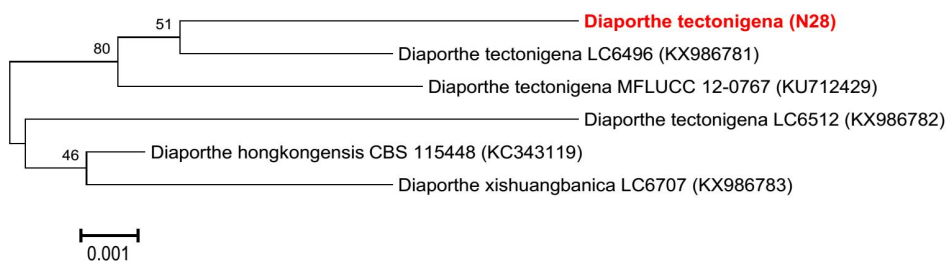 51
Diaporthe tectonigena (N28)
80
Diaporthe tectonigena LC6496 (KX986781)
Diaporthe tectonigena MFLUCC 12-0767 (KU712429)
Diaporthe tectonigena LC6512 (KX986782)
46
Diaporthe hongkongensis CBS 115448 (KC343119)
Diaporthe xishuangbanica LC6707 (KX986783)
0.001